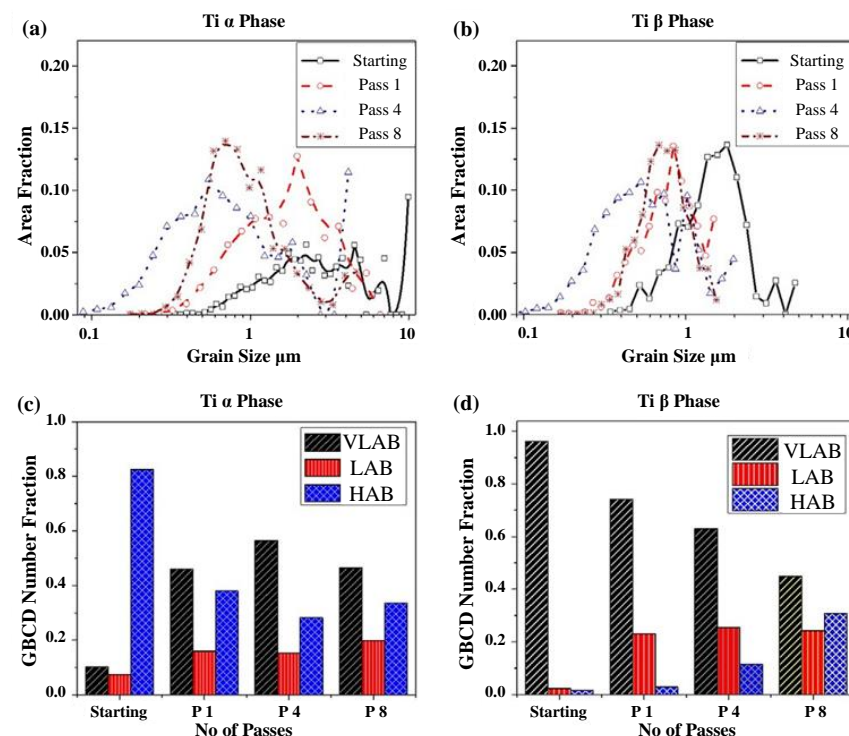 (a)
Ti α Phase
Starting
Pass 1
Pass 4
Pass 8
0.20
0.15
0.10
0.05
0.00
Area Fraction
0.1
1
10
Grain Size μm
(b)
Ti β Phase
Starting
Pass 1
Pass 4
Pass 8
0.20
0.15
0.10
0.05
0.00
Area Fraction
0.1
1
10
Grain Size μm
(c)
Ti α Phase
VLAB
LAB
HAB
1.0
0.8
0.6
0.4
0.2
0.0
GBCD Number Fraction
Starting
P 1
P 4
P 8
No of Passes
(d)
Ti β Phase
VLAB
LAB
HAB
1.0
0.8
0.6
0.4
0.2
0.0
GBCD Number Fraction
Starting
P 1
P 4
P 8
No of Passes